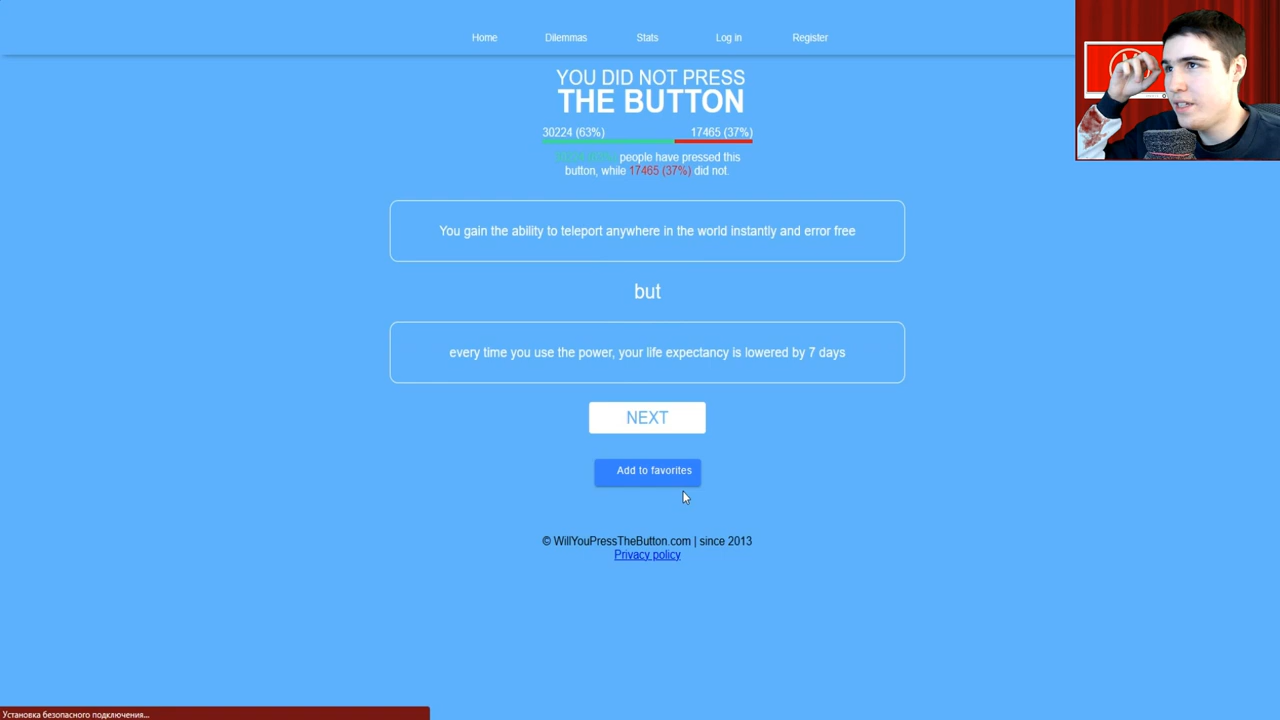 Home Dilemmas Stats Log in Register
YOU DID NOT PRESS
THE BUTTON
30224 (63%) 17465 (37%)
30224 (63%) people have pressed this
button, while 17465 (37%) did not.
You gain the ability to teleport anywhere in the world instantly and error free
but
every time you use the power, your life expectancy is lowered by 7 days
NEXT
Add to favorites
© WillYouPressTheButton.com | since 2013
Privacy policy
Установка безопасного подключения...